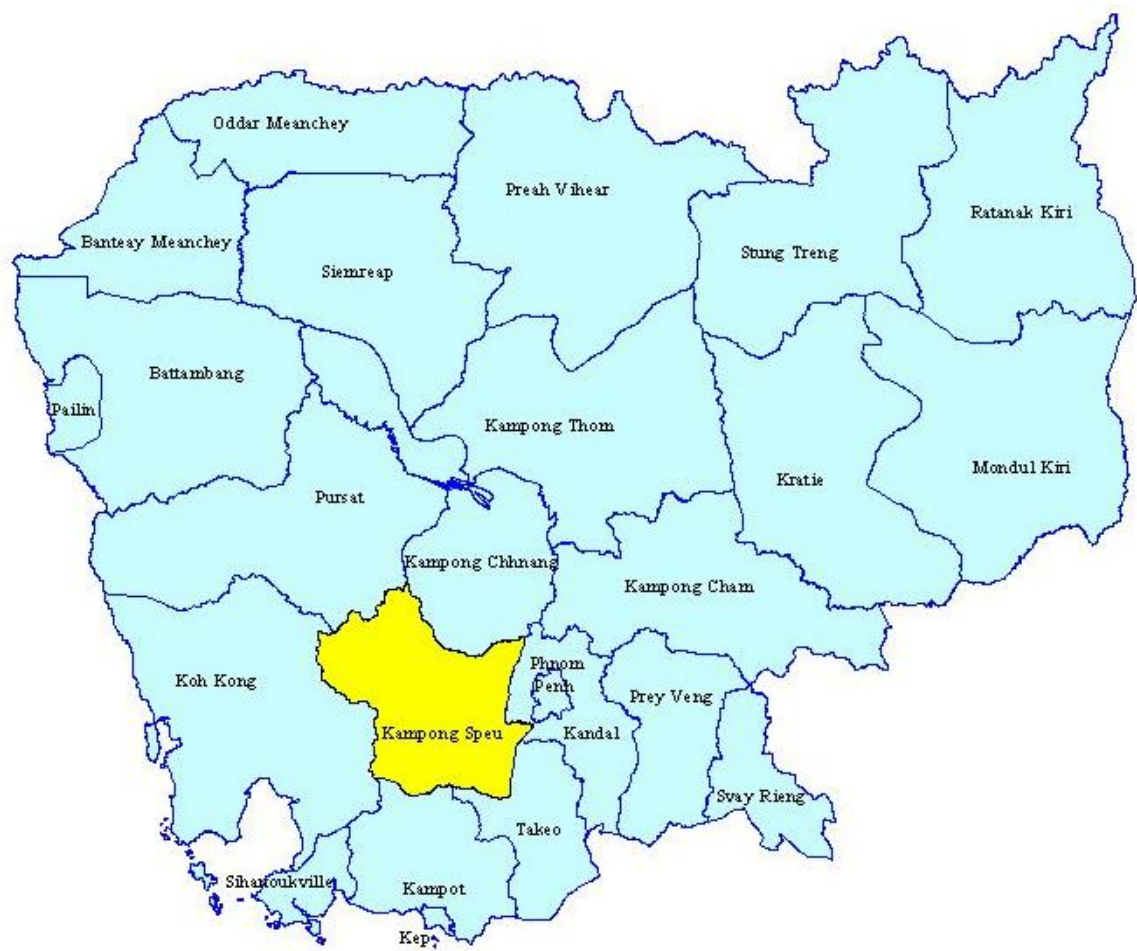 Oddar Meanchey
Preah Vihear
Ratanak Kiri
Banteay Meanchey
Stung Treng
Siemreap
Battambang
Pailin
Kampong Thom
Mondul Kiri
Kratie
Pursat
Kampong Chhnang
Kampong Cham
Phnom
Penh
Koh Kong
Prey Veng
Kampong Speu
Kandal
Svay Rieng
Takeo
Sihanoukville
Kampot
Kep